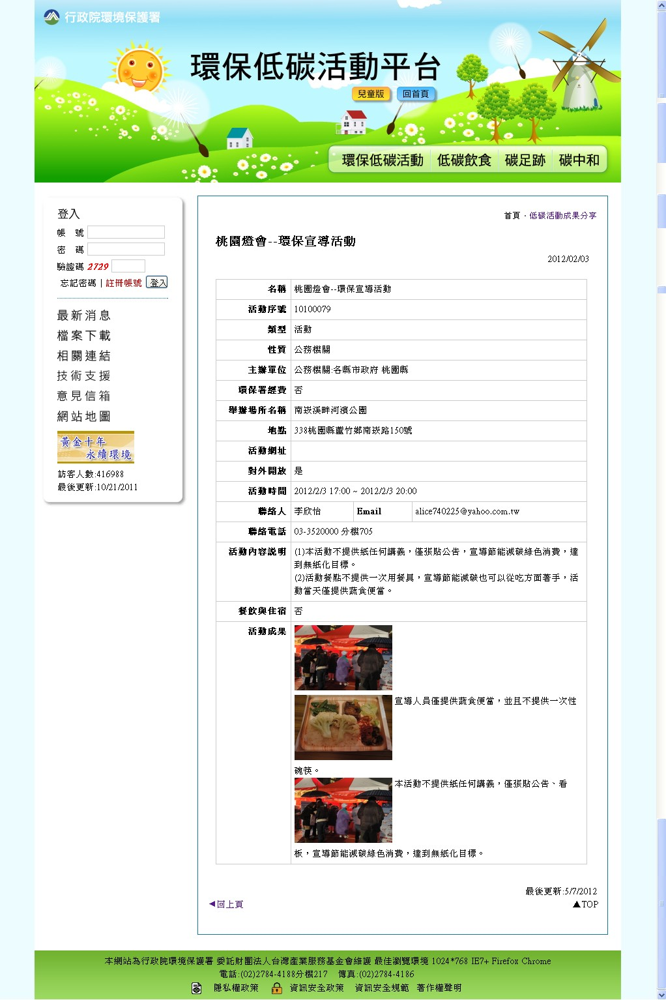 行政院環境保護署
環保低碳活動平台
兒童版 回首頁
環保低碳活動 低碳飲食 碳足跡 碳中和
登入
帳 號
密 碼
驗證碼 2729
忘記密碼 | 註冊帳號 登入
最新消息
檔案下載
相關連結
技術支援
意見信箱
網站地圖
黃金十年
永續環境
訪客人數:416988
最後更新:10/21/2011
首頁 · 低碳活動成果分享
桃園燈會--環保宣導活動
2012/02/03
名稱 桃園燈會--環保宣導活動
活動序號 10100079
類型 活動
性質 公務機關
主辦單位 公務機關:各縣市政府 桃園縣
環保署經費 否
舉辦場所名稱 南崁溪畔河濱公園
地點 338桃園縣蘆竹鄉南崁路150號
活動網址
對外開放 是
活動時間 2012/2/3 17:00 ~ 2012/2/3 20:00
聯絡人 李欣怡 Email alice740225@yahoo.com.tw
聯絡電話 03-3520000 分機705
活動內容說明 (1)本活動不提供紙任何講義，僅張貼公告，宣導節能減碳綠色消費，達
到無紙化目標。
(2)活動餐點不提供一次用餐具，宣導節能減碳也可以從吃方面著手，活
動當天僅提供蔬食便當。
餐飲與住宿 否
活動成果
宣導人員僅提供蔬食便當，並且不提供一次性
碗筷。
本活動不提供紙任何講義，僅張貼公告、看
板，宣導節能減碳綠色消費，達到無紙化目標。
最後更新:5/7/2012
◄回上頁 ▲TOP
本網站為行政院環境保護署 委託財團法人台灣產業服務基金會維護 最佳瀏覽環境 1024*768 IE7+ Firefox Chrome
電話:(02)2784-4188分機217 傳真:(02)2784-4186
隱私權政策 資訊安全政策 資訊安全規範 著作權聲明